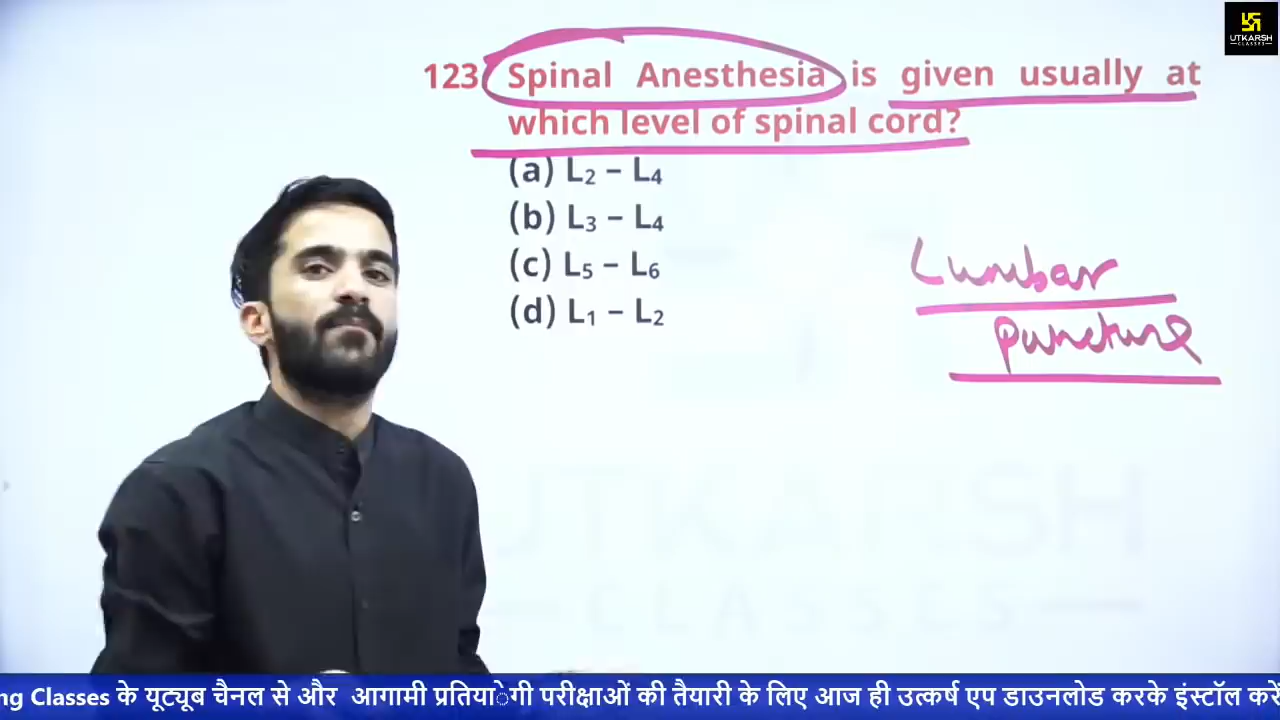 UTKARSH
CLASSES
123 Spinal Anesthesia is given usually at
which level of spinal cord?
(a) L₂ – L₄
(b) L₃ – L₄
(c) L₅ – L₆
(d) L₁ – L₂
Lumbar
Puncture
UTKARSH
CLASSES
ng Classes के यूट्यूब चैनल से और आगामी प्रतियाेगी परीक्षाओं की तैयारी के लिए आज ही उत्कर्ष एप डाउनलोड करके इंस्टॉल करें